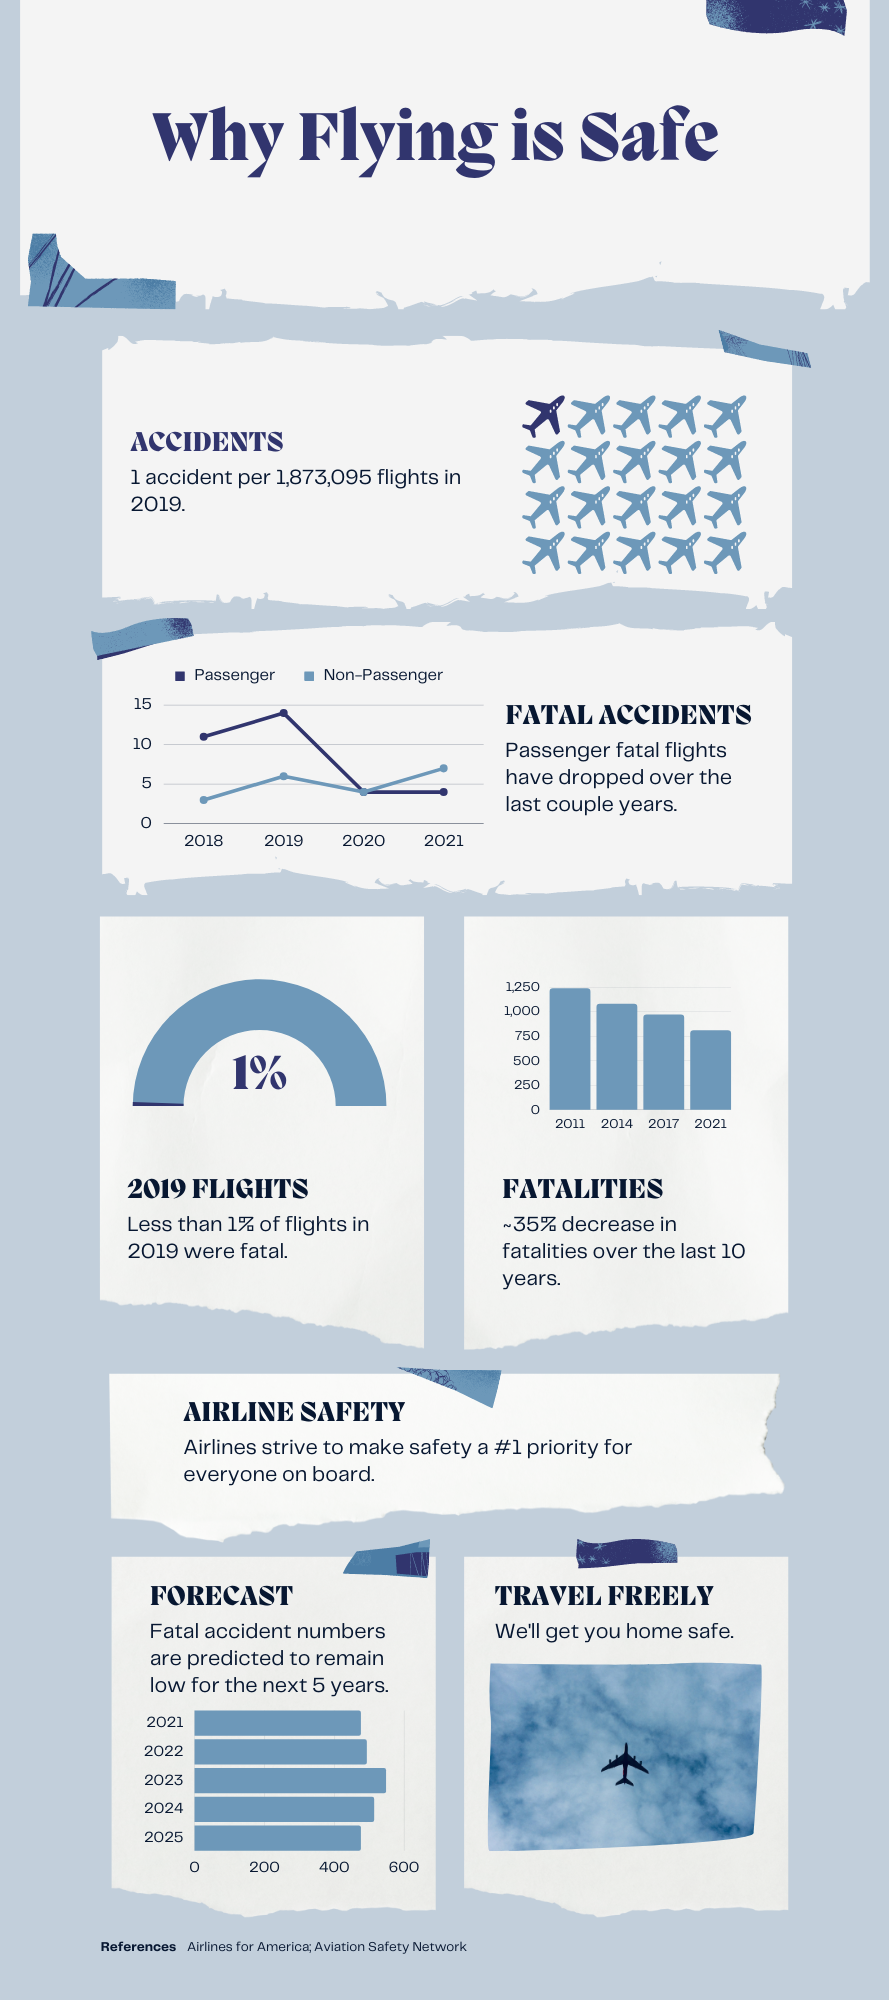 Why Flying is Safe
ACCIDENTS
1 accident per 1,873,095 flights in
2019.
Passenger
Non-Passenger
15
10
5
0
2018 2019 2020 2021
FATAL ACCIDENTS
Passenger fatal flights
have dropped over the
last couple years.
1%
2019 FLIGHTS
Less than 1% of flights in
2019 were fatal.
1,250
1,000
750
500
250
0
2011 2014 2017 2021
FATALITIES
~35% decrease in
fatalities over the last 10
years.
AIRLINE SAFETY
Airlines strive to make safety a #1 priority for
everyone on board.
FORECAST
Fatal accident numbers
are predicted to remain
low for the next 5 years.
2021
2022
2023
2024
2025
0 200 400 600
TRAVEL FREELY
We'll get you home safe.
References Airlines for America; Aviation Safety Network